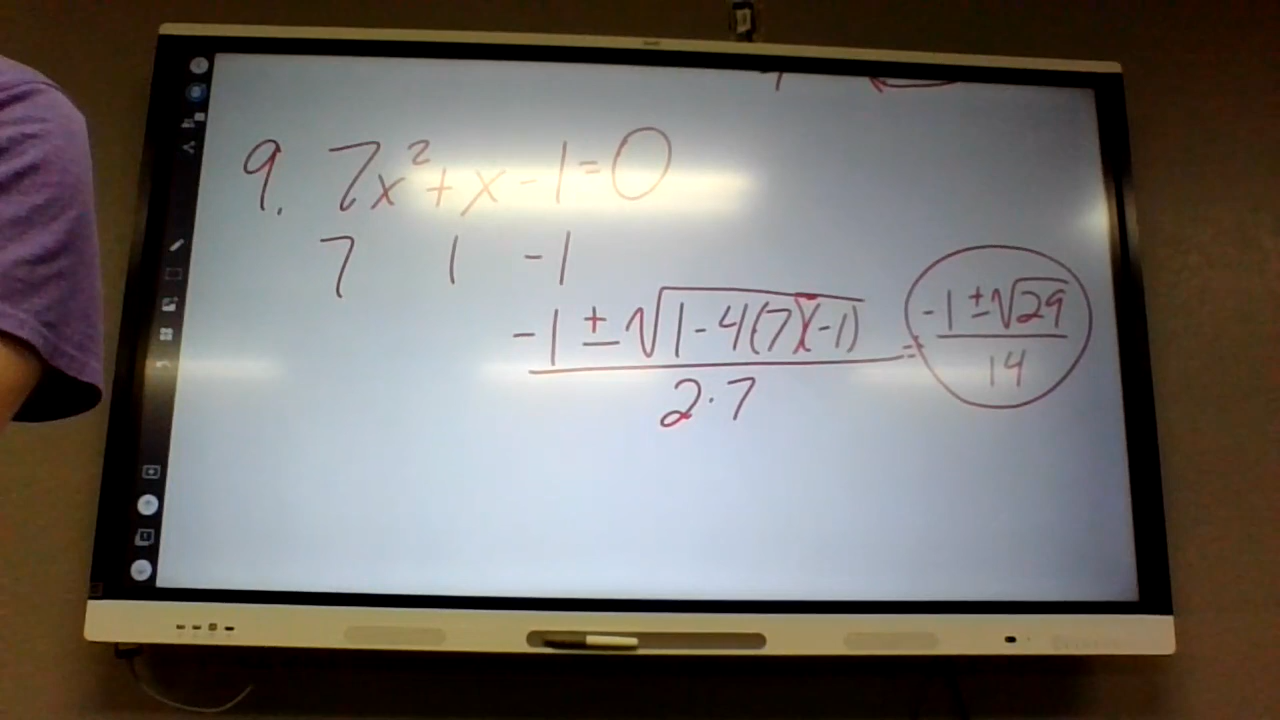 9. 7x²+x-1=0
7 1 -1
-1±√(1-4(7)(-1)) / 2·7 = -1±√29 / 14